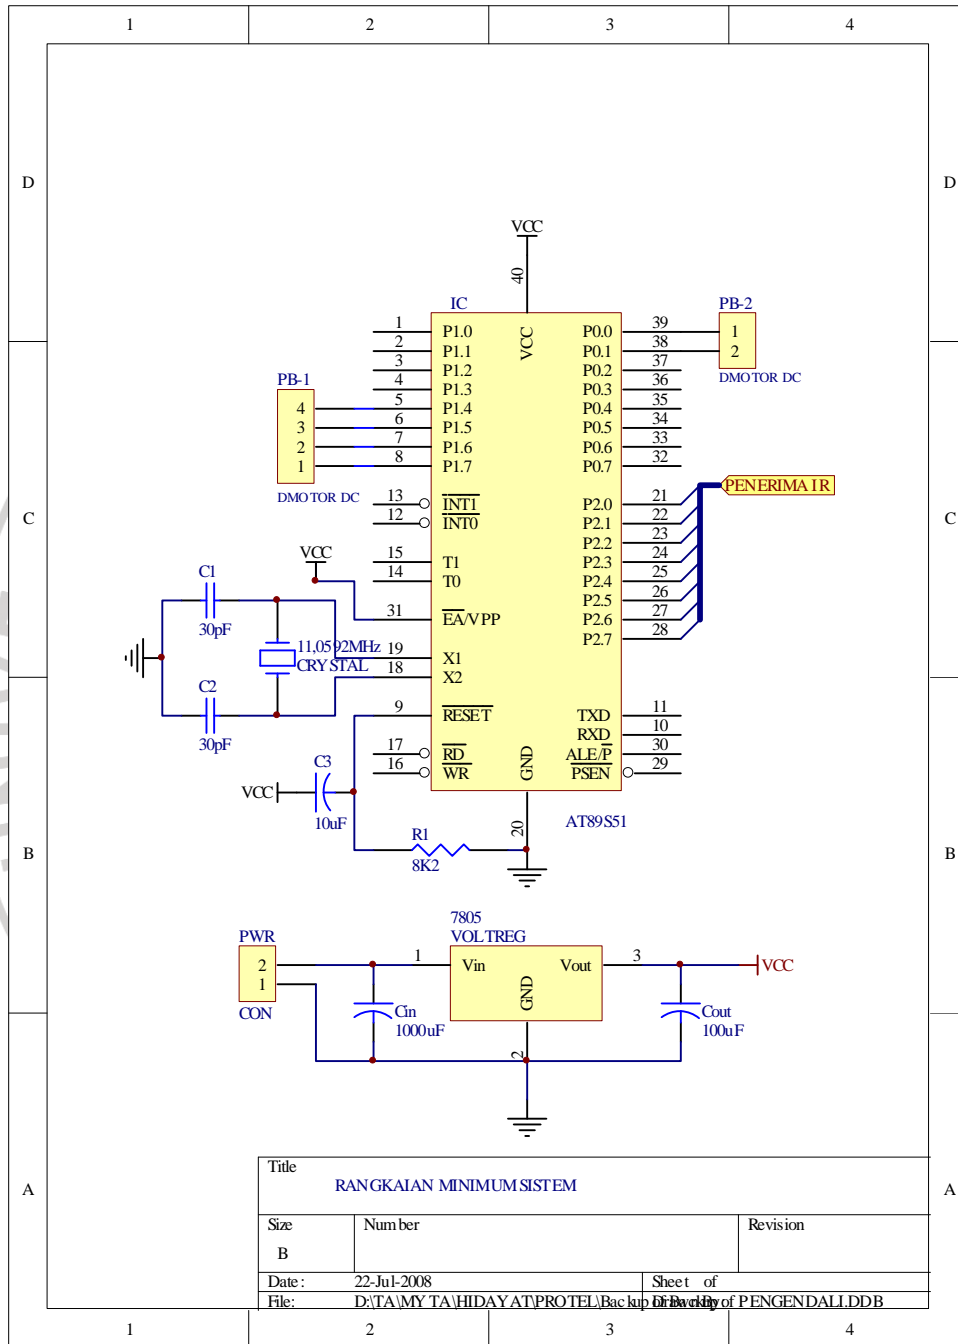 1 2 3 4
D D
VCC
40
IC PB-2
1 P1.0 VCC P0.0 39 1
2 P1.1 P0.1 38 2
3 P1.2 P0.2 37
DMOTOR DC
4 P1.3 P0.3 36
PB-1
4 5 P1.4 P0.4 35
3 6 P1.5 P0.5 34
2 7 P1.6 P0.6 33
1 8 P1.7 P0.7 32
DMOTOR DC
PENERIMA IR
13 INT1 P2.0 21
12 INT0 P2.1 22
C C
P2.2 23
VCC
15 T1 P2.3 24
14 T0 P2.4 25
P2.5 26
31 EA/VPP P2.6 27
P2.7 28
C1
30pF
11,0592MHz
CRYSTAL
19 X1
18 X2
C2
30pF
9 RESET TXD 11
RXD 10
17 RD ALE/P 30
16 WR GND PSEN 29
C3
VCC
10uF
20
AT89S51
R1
8K2
B B
7805
VOLTREG
PWR
2 1 Vin Vout 3 VCC
1
CON
GND
Cin
1000uF
Cout
100uF
2
A A
Title
RANGKAIAN MINIMUM SISTEM
Size Number Revision
B
Date: 22-Jul-2008 Sheet of
File: D:\TA\MY TA\HIDAYAT\PROTEL\Backup of PENGENDALI.DDB
1 2 3 4